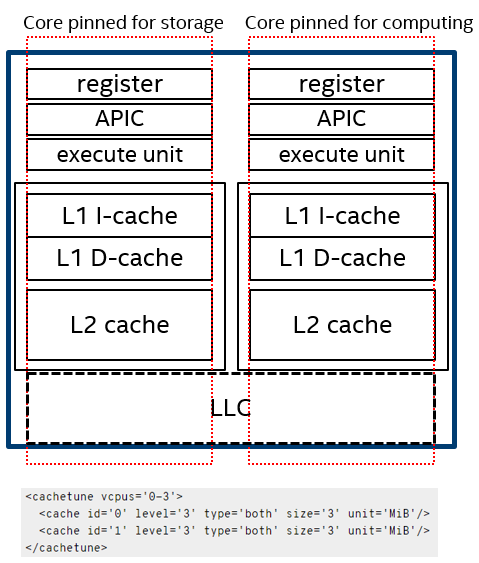 Core pinned for storage
Core pinned for computing
register
register
APIC
APIC
execute unit
execute unit
L1 I-cache
L1 I-cache
L1 D-cache
L1 D-cache
L2 cache
L2 cache
LLC
<cachetune vcpus='0-3'>
<cache id='0' level='3' type='both' size='3' unit='MiB'/>
<cache id='1' level='3' type='both' size='3' unit='MiB'/>
</cachetune>